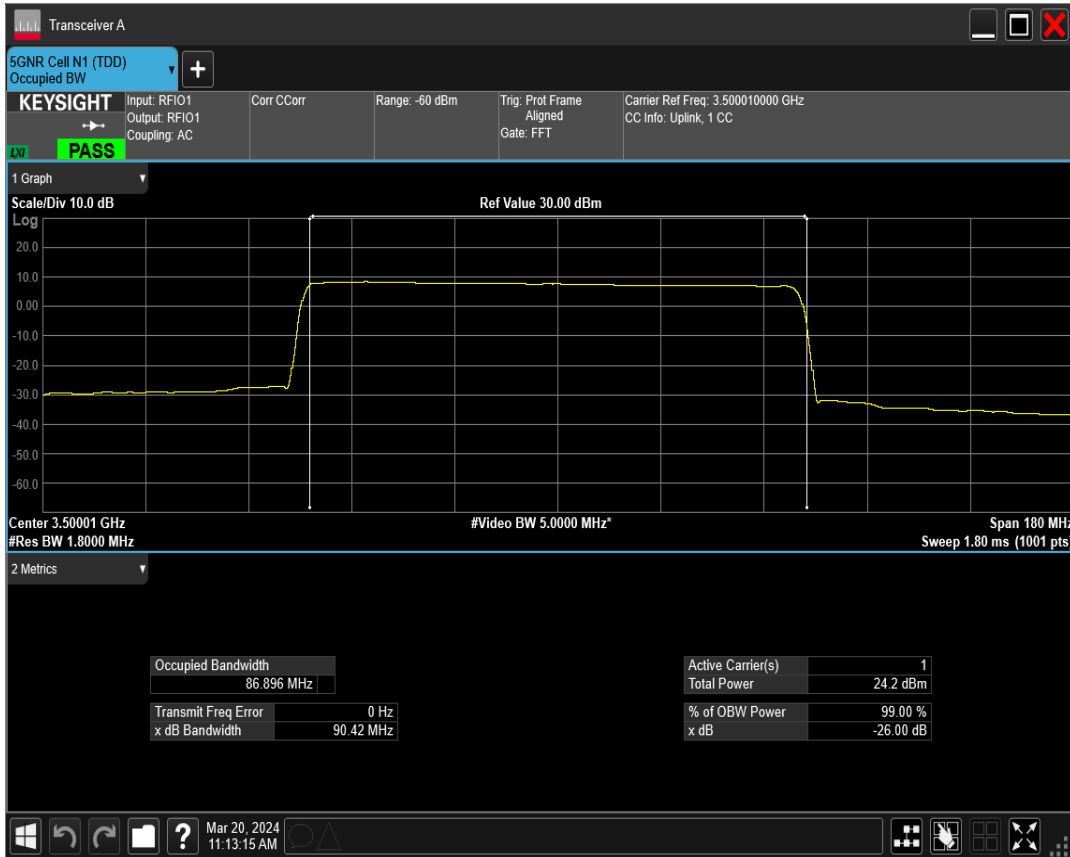 Transceiver A
5GNR Cell N1 (TDD)
Occupied BW
+
KEYSIGHT
LXI
PASS
Input: RFIO1
Output: RFIO1
Coupling: AC
Corr CCorr
Range: -60 dBm
Trig: Prot Frame
Aligned
Gate: FFT
Carrier Ref Freq: 3.500010000 GHz
CC Info: Uplink, 1 CC
1 Graph
Scale/Div 10.0 dB
Ref Value 30.00 dBm
Log
20.0
10.0
0.00
-10.0
-20.0
-30.0
-40.0
-50.0
-60.0
Center 3.50001 GHz
#Video BW 5.0000 MHz*
Span 180 MHz
#Res BW 1.8000 MHz
Sweep 1.80 ms (1001 pts)
2 Metrics
Occupied Bandwidth
86.896 MHz
Transmit Freq Error 0 Hz
x dB Bandwidth 90.42 MHz
Active Carrier(s) 1
Total Power 24.2 dBm
% of OBW Power 99.00 %
x dB -26.00 dB
?
Mar 20, 2024
11:13:15 AM